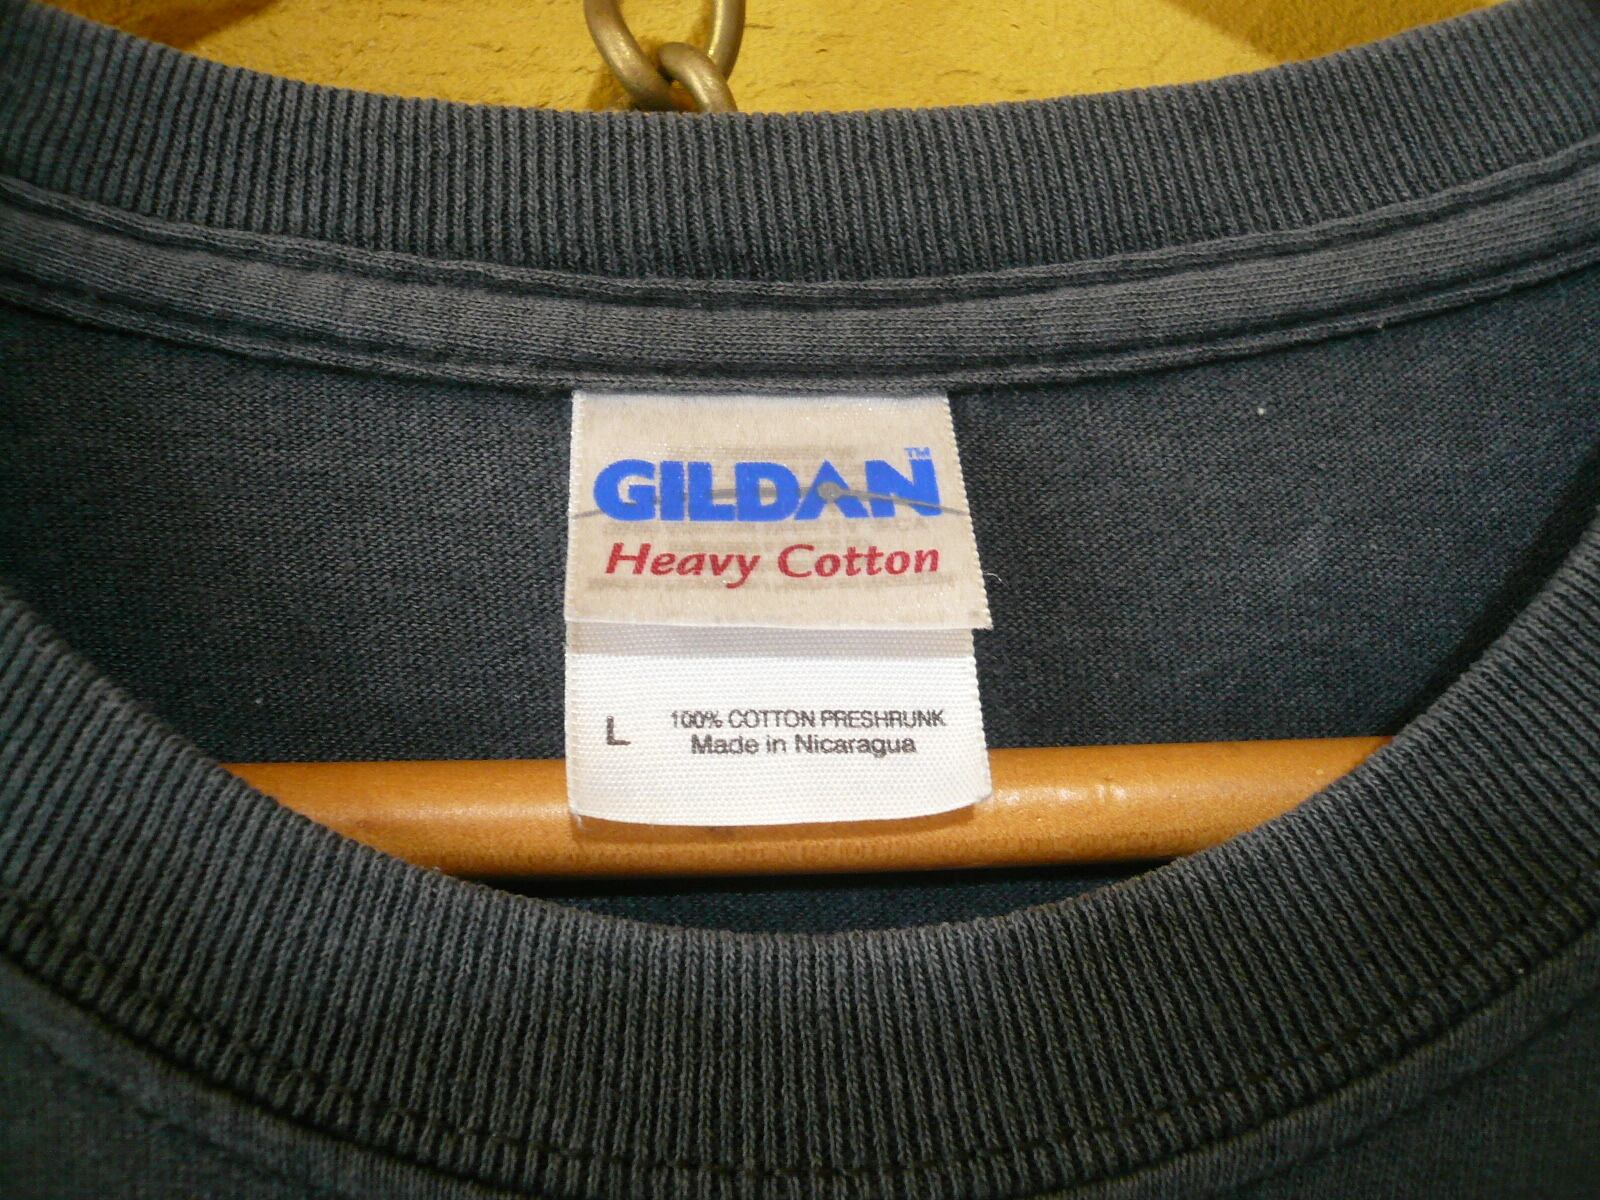 GILDAN™
Heavy Cotton
L
100% COTTON PRESHRUNK
Made in Nicaragua